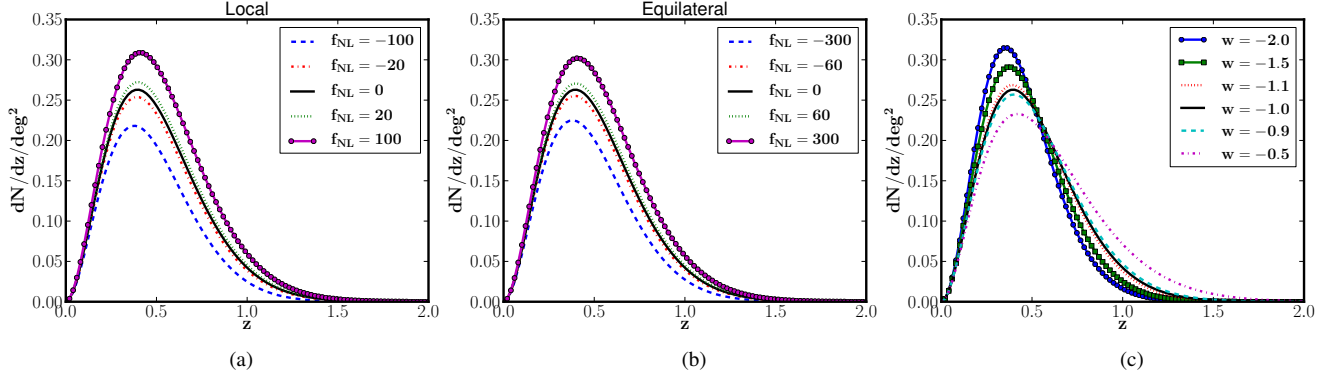 Local
dN/dz/deg²
0.35
0.30
0.25
0.20
0.15
0.10
0.05
0.00
0.0
0.5
1.0
1.5
2.0
z
f_NL = −100
f_NL = −20
f_NL = 0
f_NL = 20
f_NL = 100
(a)
Equilateral
dN/dz/deg²
0.35
0.30
0.25
0.20
0.15
0.10
0.05
0.00
0.0
0.5
1.0
1.5
2.0
z
f_NL = −300
f_NL = −60
f_NL = 0
f_NL = 60
f_NL = 300
(b)
dN/dz/deg²
0.35
0.30
0.25
0.20
0.15
0.10
0.05
0.00
0.0
0.5
1.0
1.5
2.0
z
w = −2.0
w = −1.5
w = −1.1
w = −1.0
w = −0.9
w = −0.5
(c)